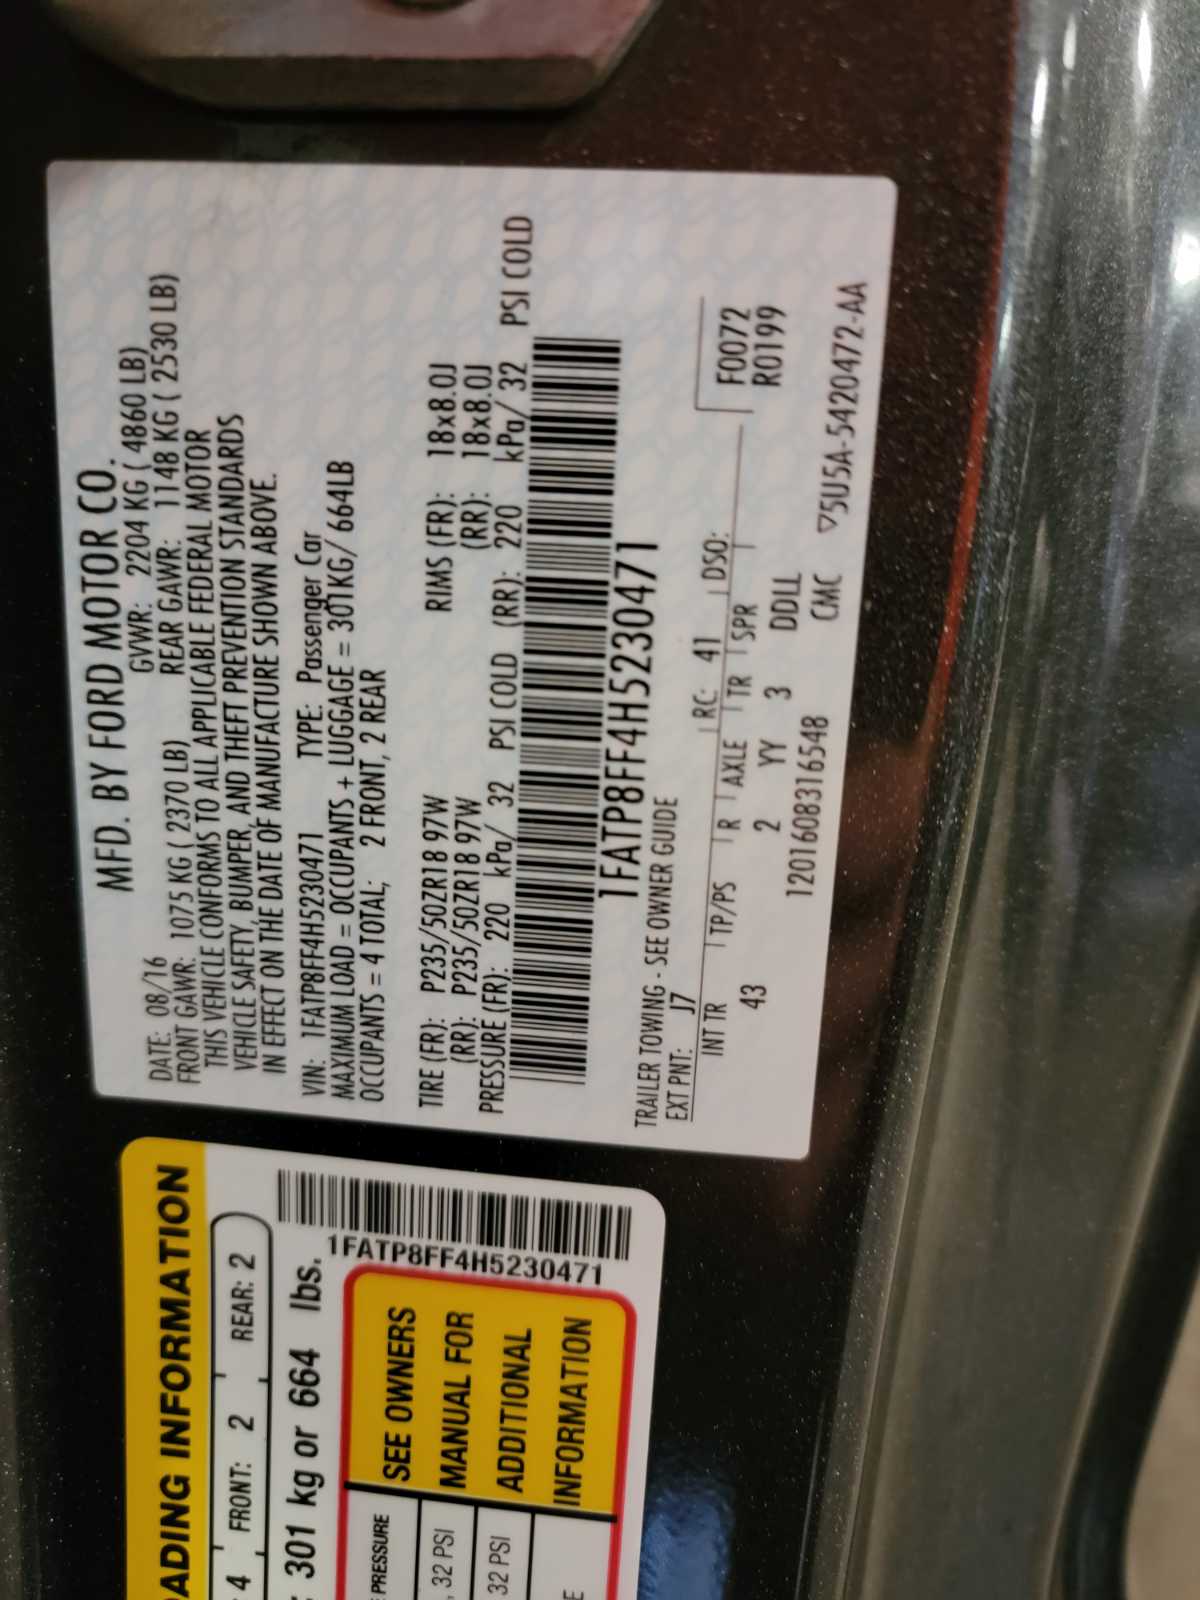 MFD. BY FORD MOTOR CO.
DATE: 08/16 GVWR: 2204 KG ( 4860 LB)
FRONT GAWR: 1075 KG ( 2370 LB) REAR GAWR: 1148 KG ( 2530 LB)
THIS VEHICLE CONFORMS TO ALL APPLICABLE FEDERAL MOTOR
VEHICLE SAFETY, BUMPER, AND THEFT PREVENTION STANDARDS
IN EFFECT ON THE DATE OF MANUFACTURE SHOWN ABOVE.
VIN: 1FATP8FF4H5230471 TYPE: Passenger Car
MAXIMUM LOAD = OCCUPANTS + LUGGAGE = 301KG/ 664LB
OCCUPANTS = 4 TOTAL; 2 FRONT, 2 REAR
TIRE (FR): P235/50ZR18 97W RIMS (FR): 18x8.0J
(RR): P235/50ZR18 97W (RR): 18x8.0J
PRESSURE (FR): 220 kPa/ 32 PSI COLD (RR): 220 kPa/ 32 PSI COLD
1FATP8FF4H5230471
TRAILER TOWING - SEE OWNER GUIDE
EXT PNT: J7 RC: 41 DSO: F0072
INT TR TP/PS R AXLE TR SPR R0199
43 2 YY 3 DDLL
1201608316548 CMC ▽5U5A-5420472-AA
ADING INFORMATION
4 FRONT: 2 REAR: 2
301 kg or 664 lbs.
1FATP8FF4H5230471
PRESSURE
, 32 PSI
32 PSI
E
SEE OWNERS
MANUAL FOR
ADDITIONAL
INFORMATION